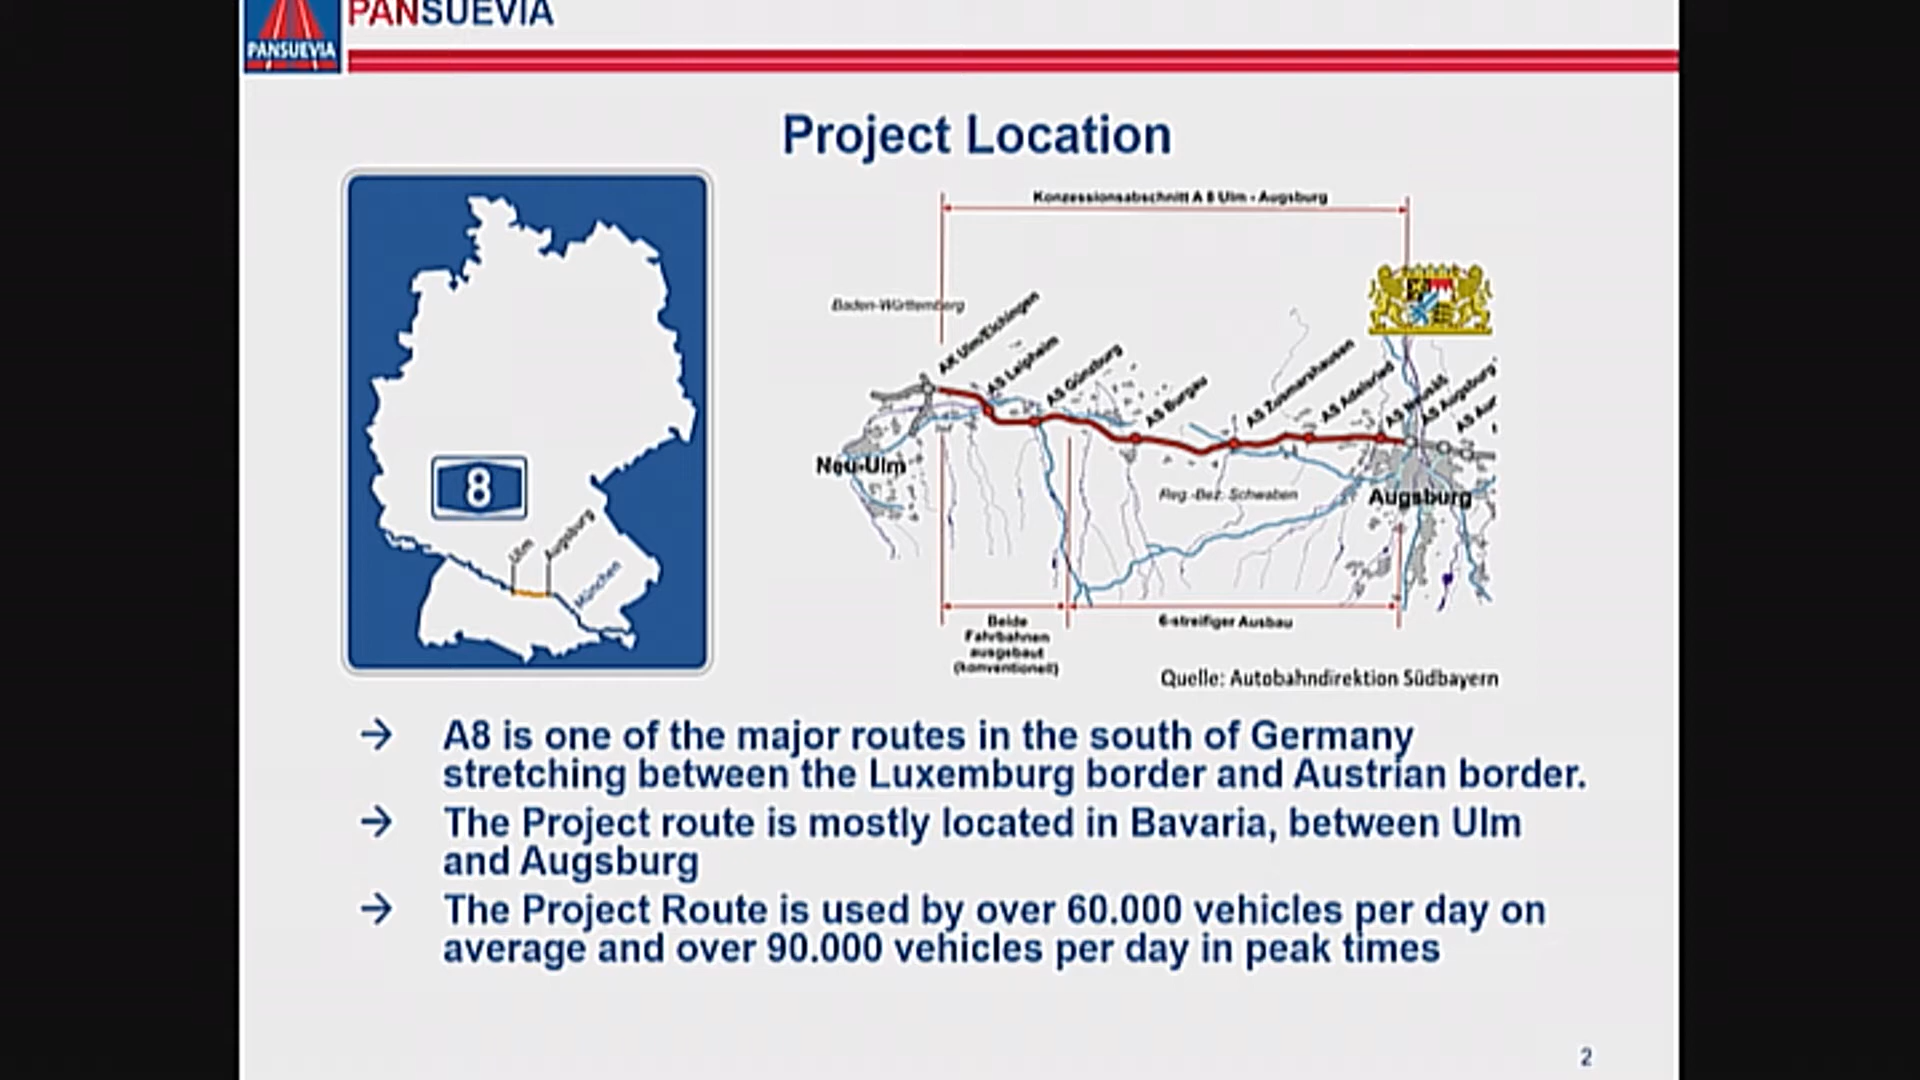 PANSUEVIA
PANSUEVIA
Project Location
Konzessionsabschnitt A 8 Ulm - Augsburg
Baden-Württemberg
AK Ulm/Elchingen
AS Leipheim
AS Günzburg
AS Burgau
AS Zusmarshausen
AS Adelsried
AS Neusäß
AS Augsburg
Neu-Ulm
Reg.-Bez. Schwaben
Augsburg
8
Ulm
Augsburg
München
Beide
Fahrbahnen
ausgebaut
(konventionell)
6-streifiger Ausbau
Quelle: Autobahndirektion Südbayern
→ A8 is one of the major routes in the south of Germany
stretching between the Luxemburg border and Austrian border.
→ The Project route is mostly located in Bavaria, between Ulm
and Augsburg
→ The Project Route is used by over 60.000 vehicles per day on
average and over 90.000 vehicles per day in peak times
2